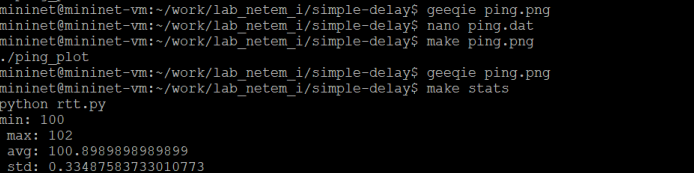 mininet@mininet-vm:~/work/lab_netem_i/simple-delay$ geeqie ping.png
mininet@mininet-vm:~/work/lab_netem_i/simple-delay$ nano ping.dat
mininet@mininet-vm:~/work/lab_netem_i/simple-delay$ make ping.png
./ping_plot
mininet@mininet-vm:~/work/lab_netem_i/simple-delay$ geeqie ping.png
mininet@mininet-vm:~/work/lab_netem_i/simple-delay$ make stats
python rtt.py
min: 100
 max: 102
 avg: 100.8989898989899
 std: 0.33487583733010773